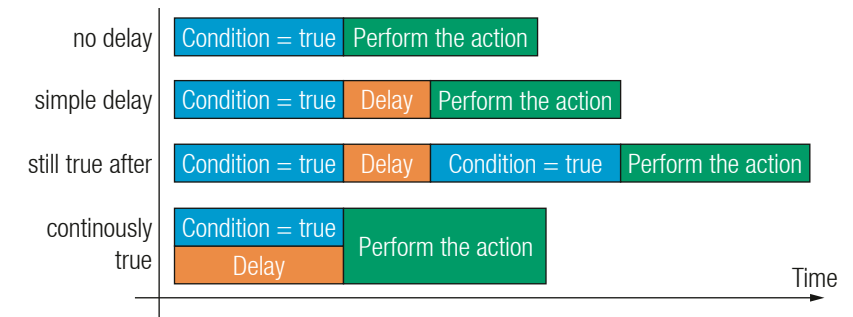 no delay Condition = true Perform the action
simple delay Condition = true Delay Perform the action
still true after Condition = true Delay Condition = true Perform the action
continously
true
Condition = true
Delay
Perform the action
Time